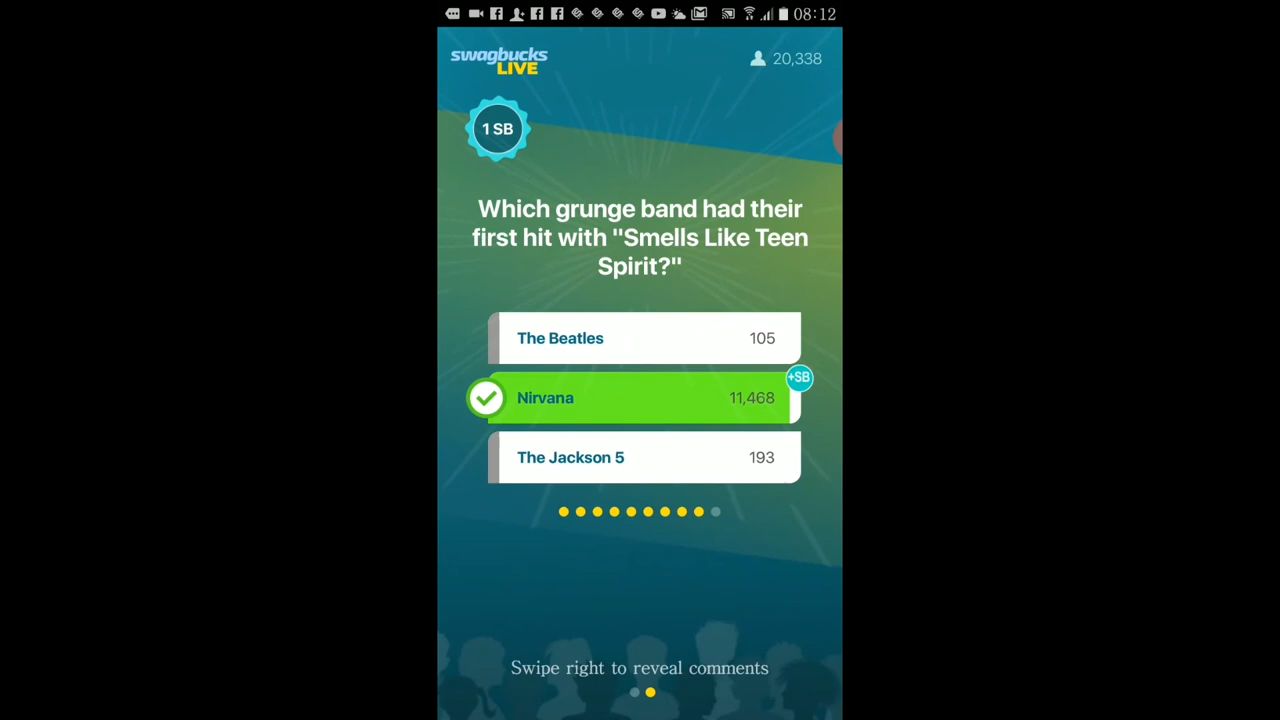 08:12
swagbucks
LIVE
20,338
1 SB
Which grunge band had their
first hit with "Smells Like Teen
Spirit?"
The Beatles 105
+SB
Nirvana 11,468
The Jackson 5 193
Swipe right to reveal comments